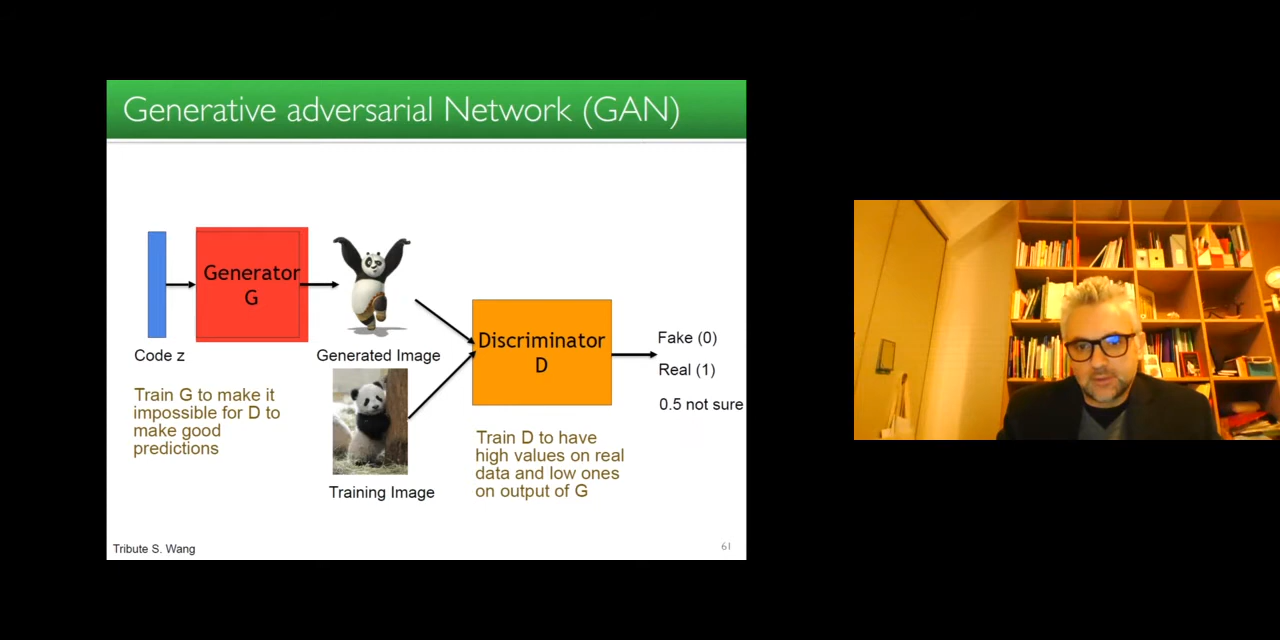 Generative adversarial Network (GAN)
Generator
G
Code z
Generated Image
Train G to make it
impossible for D to
make good
predictions
Training Image
Discriminator
D
Fake (0)
Real (1)
0.5 not sure
Train D to have
high values on real
data and low ones
on output of G
Tribute S. Wang
61